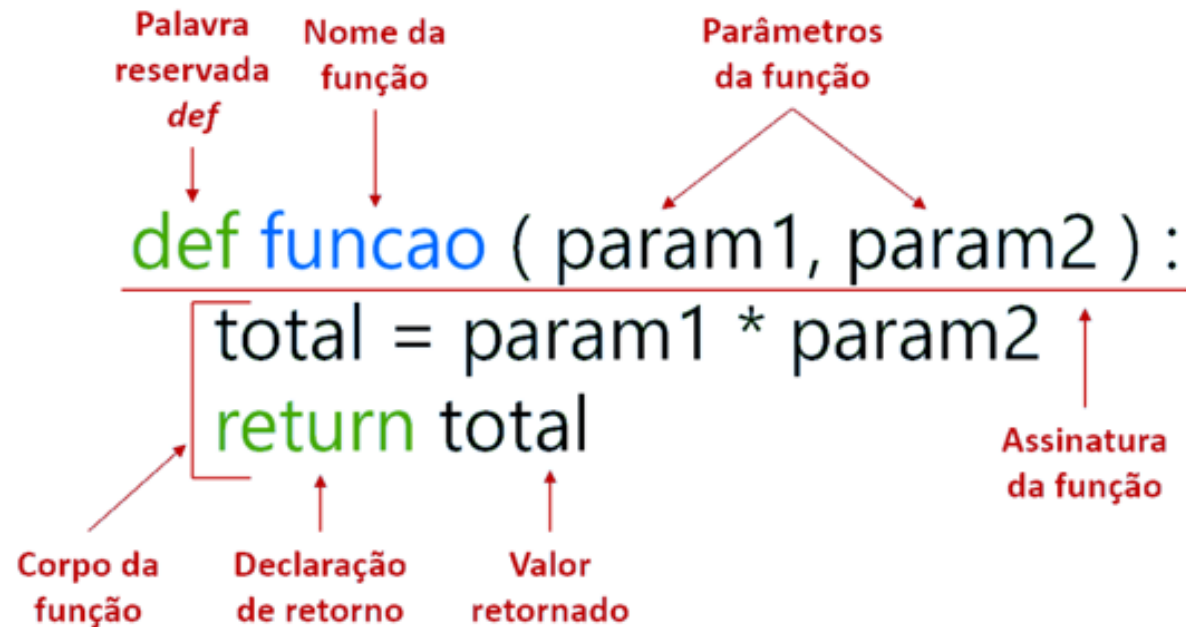 Palavra
reservada
def
Nome da
função
Parâmetros
da função
def funcao ( param1, param2 ) :
total = param1 * param2
return total
Assinatura
da função
Corpo da
função
Declaração
de retorno
Valor
retornado